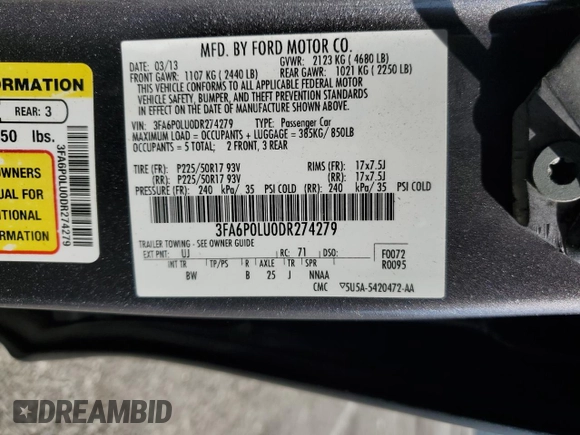 MFD. BY FORD MOTOR CO.
03/13
GVWR: 2123 KG ( 4680 LB)
FRONT GAWR: 1107 KG ( 2440 LB)
REAR GAWR: 1021 KG ( 2250 LB)
THIS VEHICLE CONFORMS TO ALL APPLICABLE FEDERAL MOTOR
VEHICLE SAFETY, BUMPER, AND THEFT PREVENTION STANDARDS
IN EFFECT ON THE DATE OF MANUFACTURE SHOWN ABOVE.
VIN: 3FA6P0LU0DR274279
TYPE: Passenger Car
MAXIMUM LOAD = OCCUPANTS + LUGGAGE = 385KG/ 850LB
OCCUPANTS = 5 TOTAL; 2 FRONT, 3 REAR
TIRE (FR): P225/50R17 93V
RIMS (FR): 17x7.5J
(RR): P225/50R17 93V
(RR): 17x7.5J
PRESSURE (FR): 240 kPa/ 35 PSI COLD (RR): 240 kPa/ 35 PSI COLD
3FA6P0LU0DR274279
TRAILER TOWING - SEE OWNER GUIDE
EXT PNT: UJ
RC: 71
DSO:
F0072
R0095
INT TR
TP/PS
R
AXLE
TR
SPR
BW
B
25
J
NNAA
CMC
5U5A-5420472-AA
ORMATION
REAR: 3
50 lbs.
OWNERS
UAL FOR
ITIONAL
ORMATION
3FA6P0LU0DR274279
DREAMBID